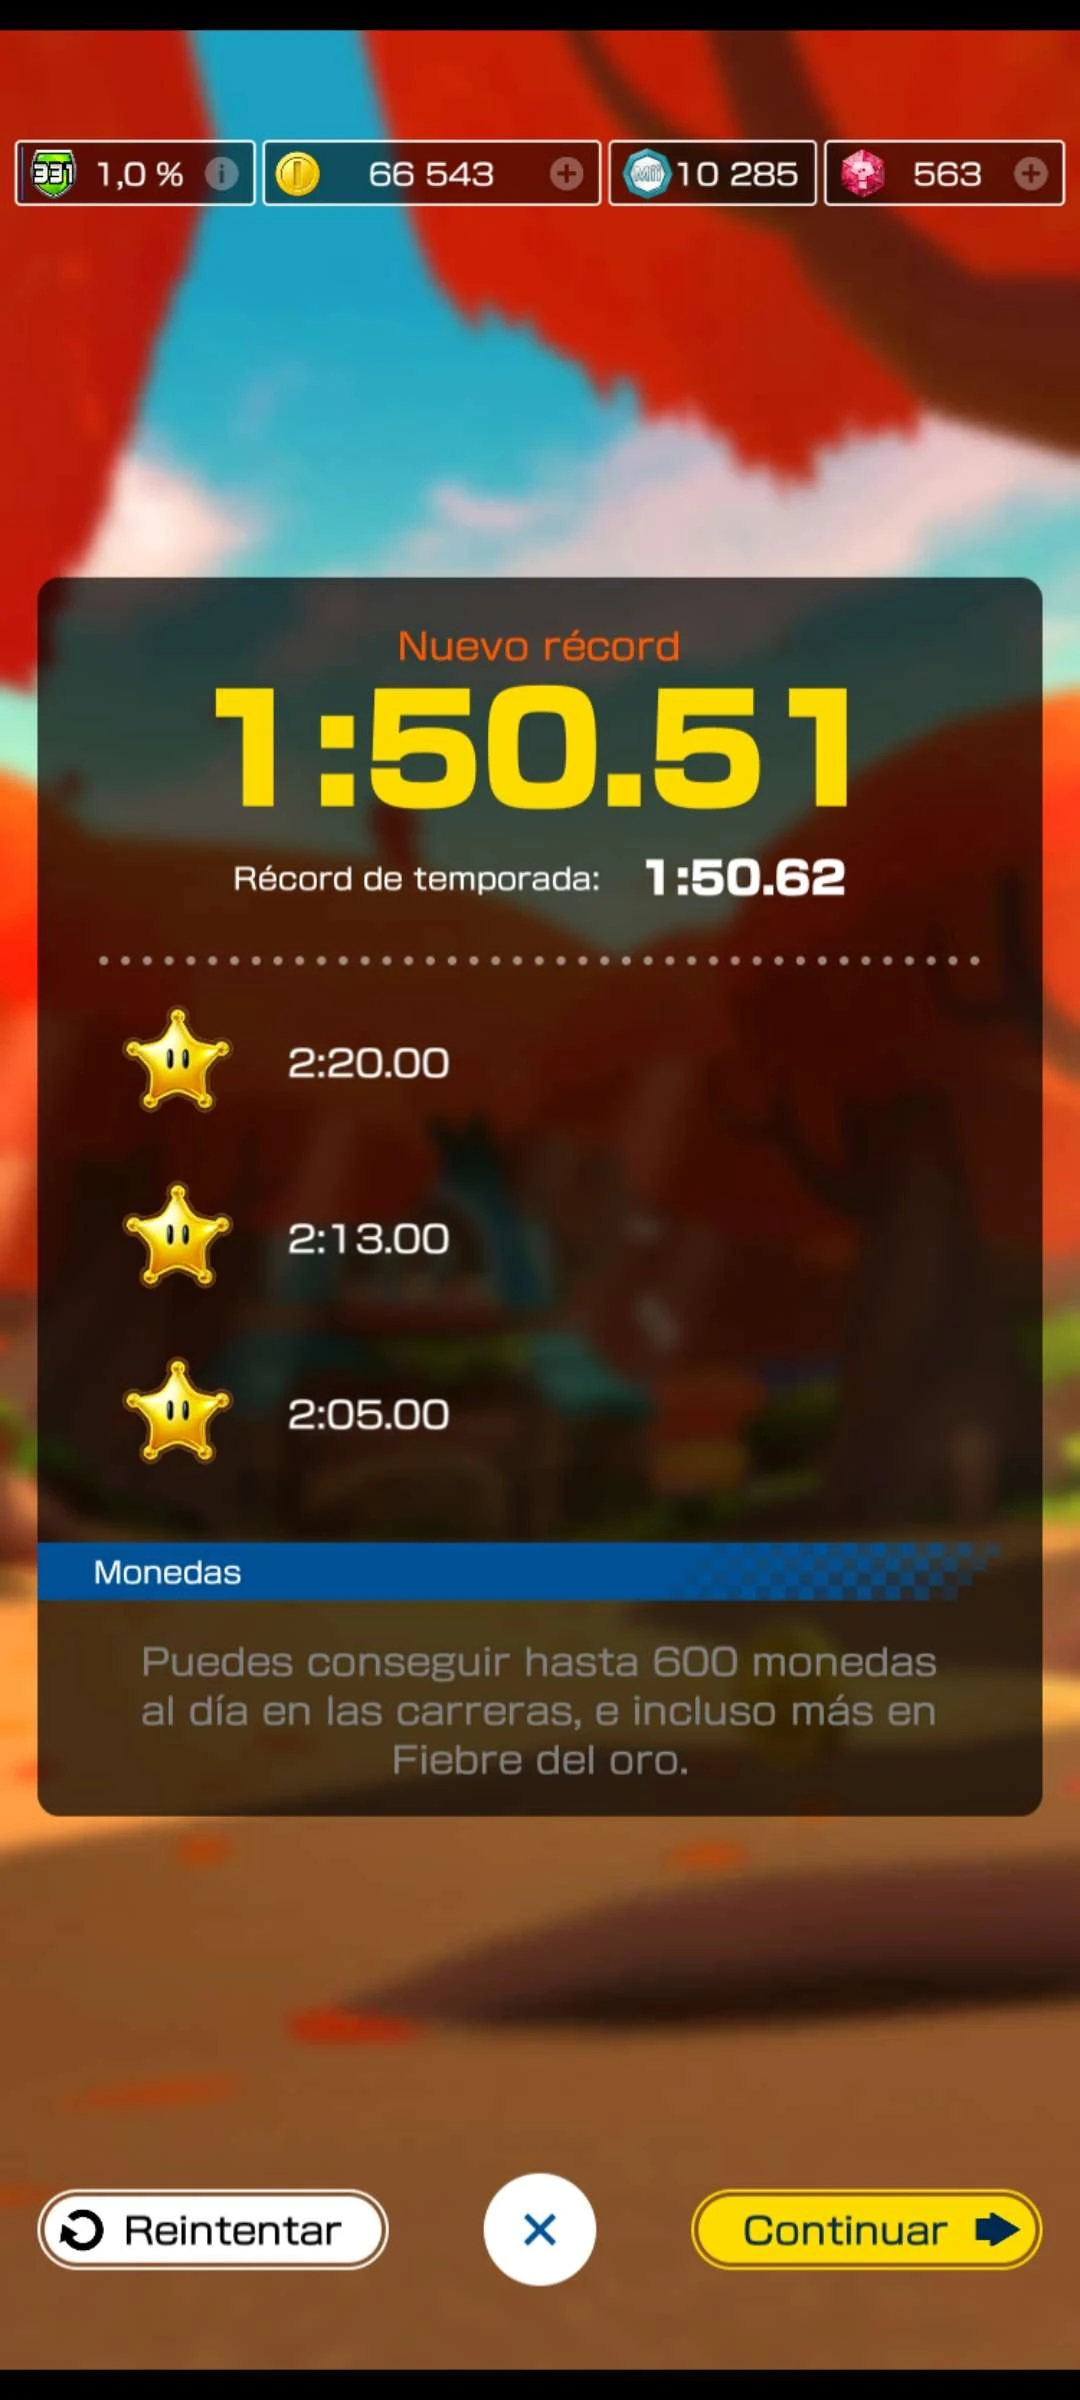 331 1,0 % i 66 543 + Mii 10 285 ? 563 +
Nuevo récord
1:50.51
Récord de temporada: 1:50.62
2:20.00
2:13.00
2:05.00
Monedas
Puedes conseguir hasta 600 monedas
al día en las carreras, e incluso más en
Fiebre del oro.
Reintentar × Continuar